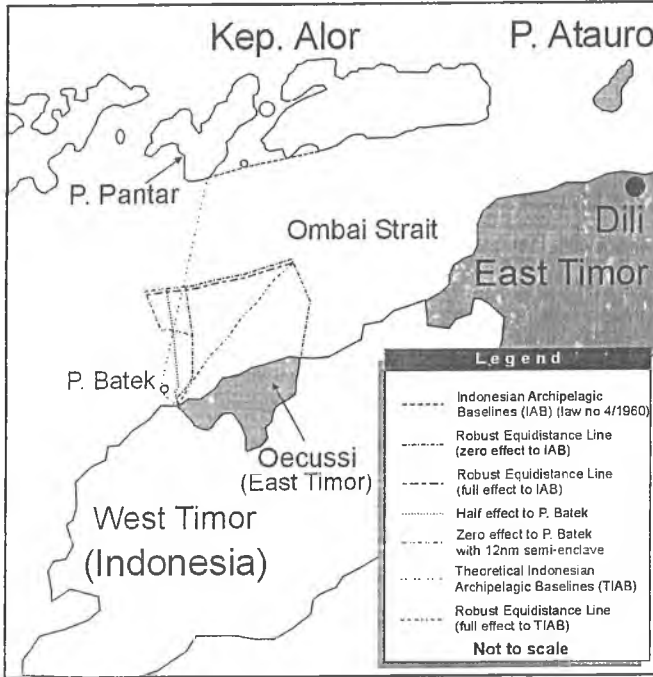 Kep. Alor
P. Atauro
P. Pantar
Ombai Strait
Dili
East Timor
P. Batek
Oecussi
(East Timor)
West Timor
(Indonesia)
Legend
Indonesian Archipelagic
Baselines (IAB) (law no 4/1960)
Robust Equidistance Line
(zero effect to IAB)
Robust Equidistance Line
(full effect to IAB)
Half effect to P. Batek
Zero effect to P. Batek
with 12nm semi-enclave
Theoretical Indonesian
Archipelagic Baselines (TIAB)
Robust Equidistance Line
(full effect to TIAB)
Not to scale